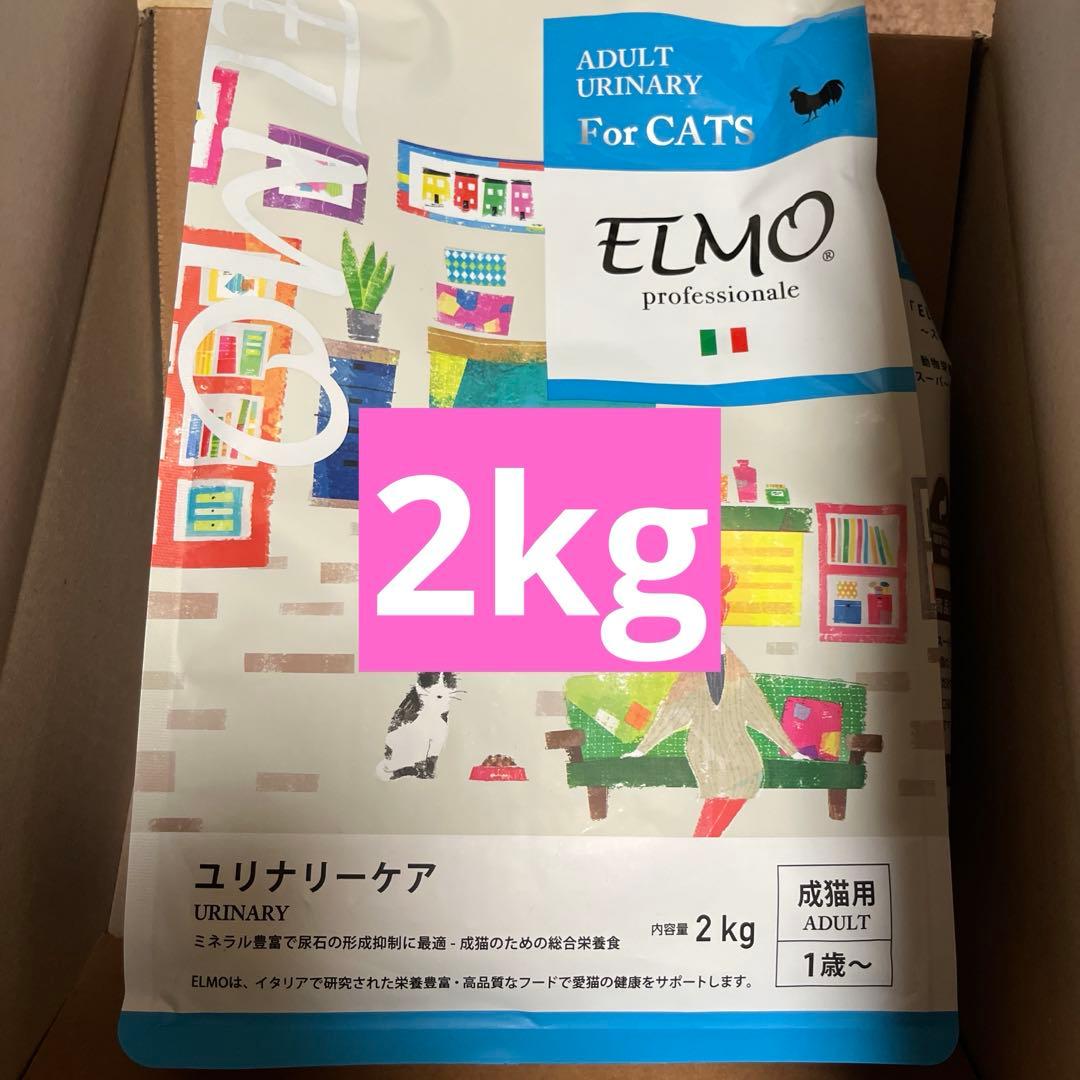 ELMO
ADULT
URINARY
For CATS
ELMO®
professionale
2kg
ユリナリーケア
URINARY
ミネラル豊富で尿石の形成抑制に最適 - 成猫のための総合栄養食
内容量 2 kg
成猫用
ADULT
1歳～
ELMOは、イタリアで研究された栄養豊富・高品質なフードで愛猫の健康をサポートします。